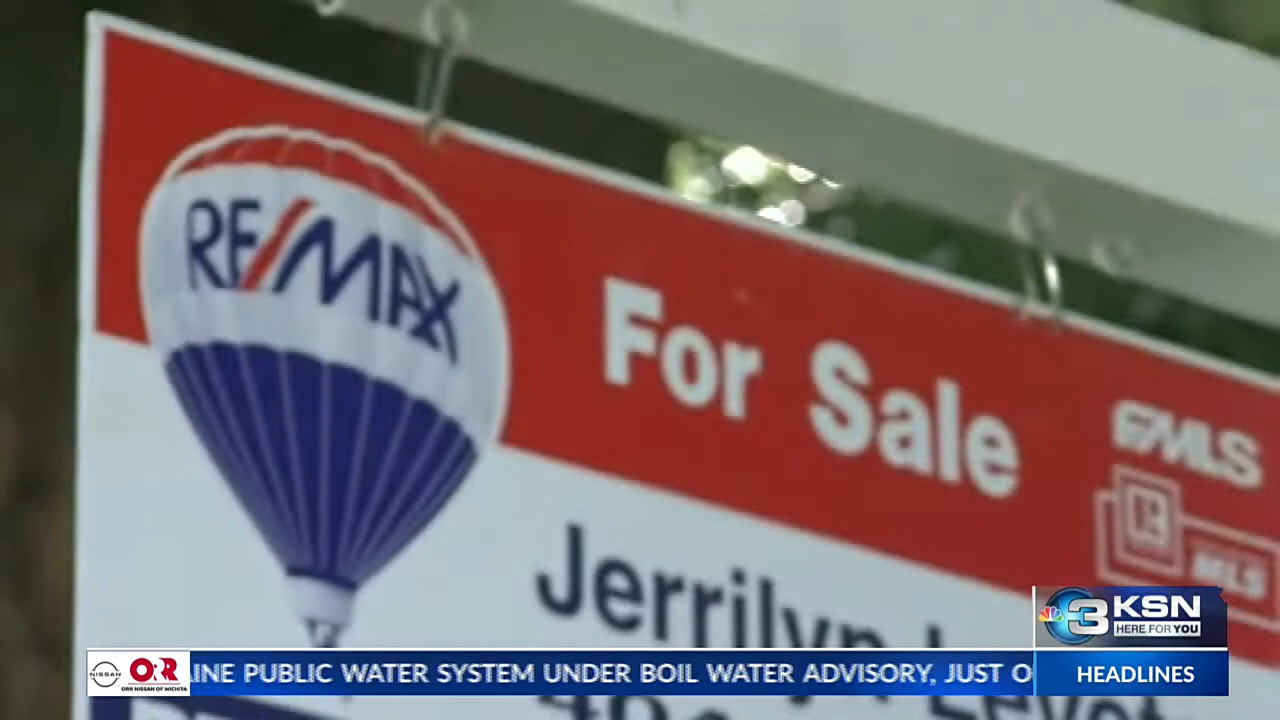 RE/MAX
For Sale
FMLS
MLS
Jerrilyn
3 KSN
HERE FOR YOU
NISSAN
ORR
ORR NISSAN OF WICHITA
INE PUBLIC WATER SYSTEM UNDER BOIL WATER ADVISORY, JUST O
HEADLINES